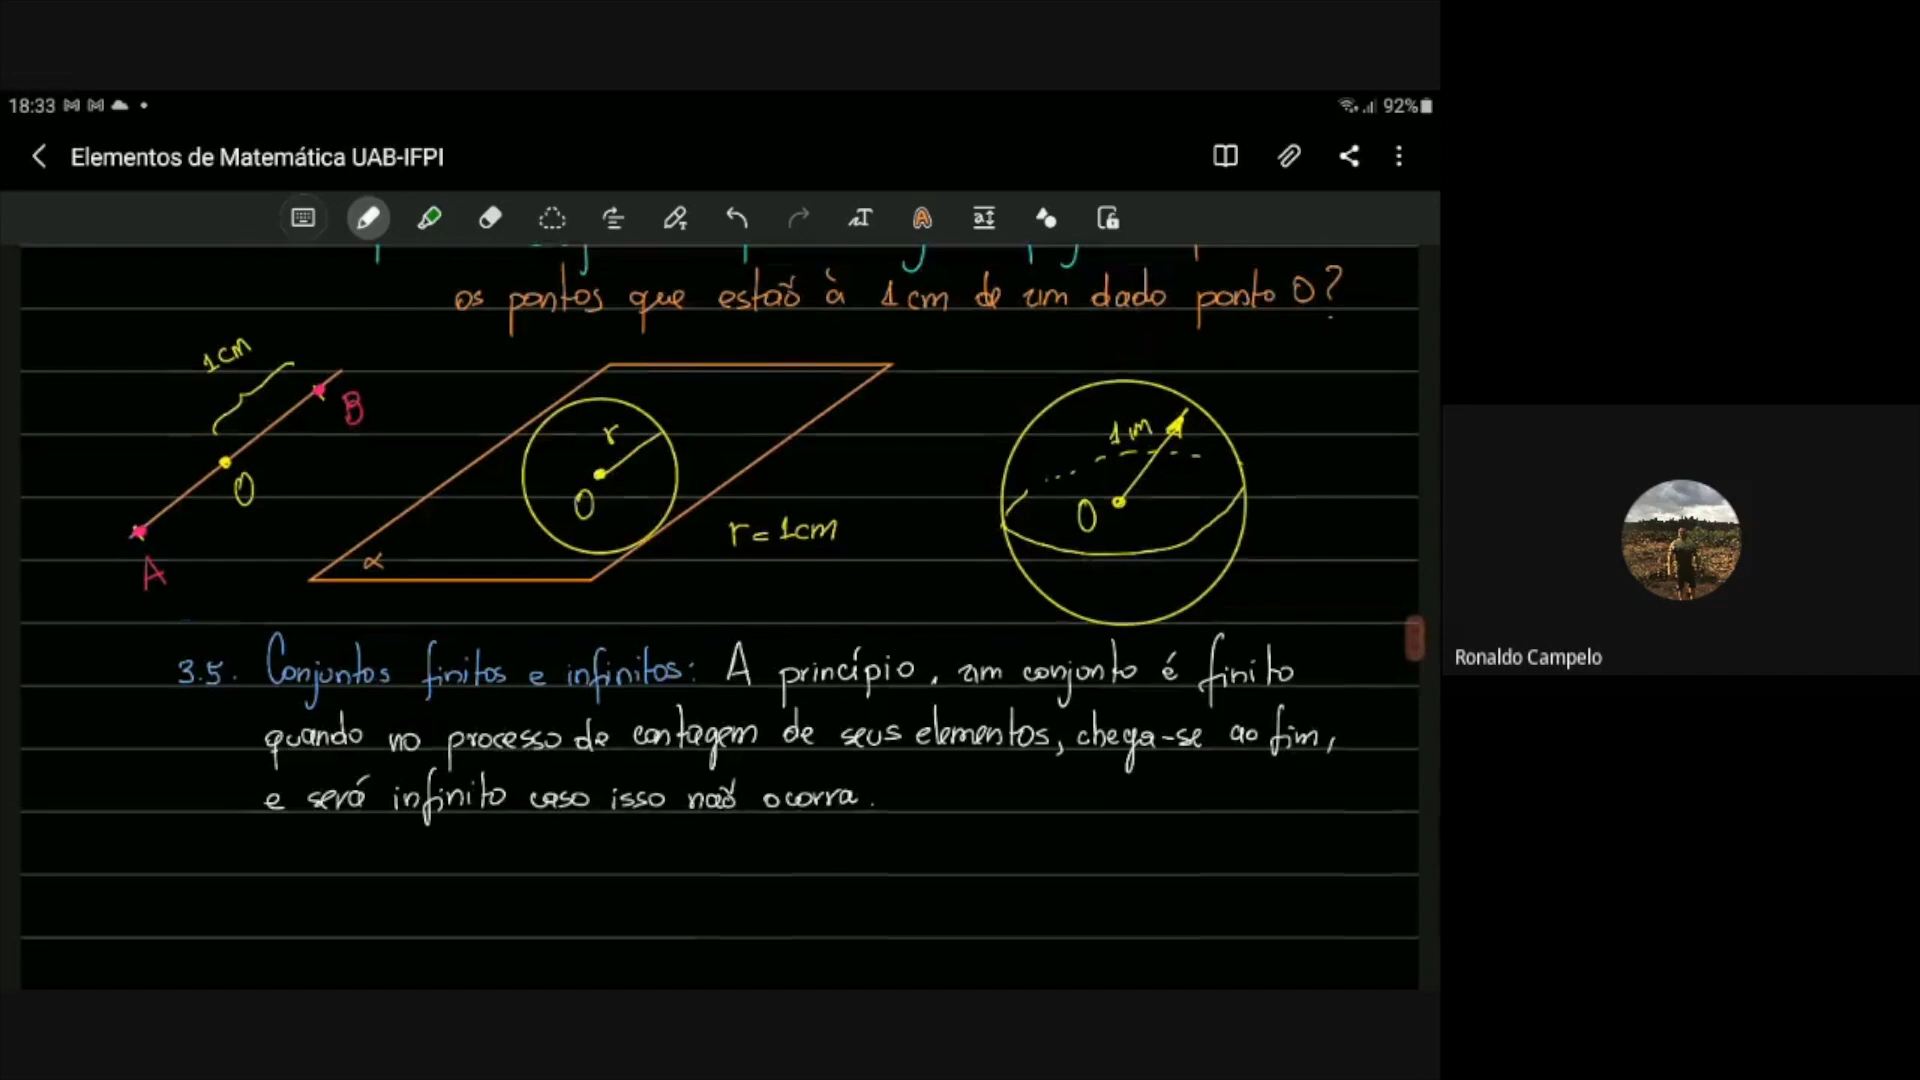 18:33
92%
Elementos de Matemática UAB-IFPI
os pontos que estão à 1cm de um dado ponto O?
1cm
B
O
A
r
O
α
r = 1cm
1m
O
3.5. Conjuntos finitos e infinitos: A princípio, um conjunto é finito
quando no processo de contagem de seus elementos, chega-se ao fim,
e será infinito caso isso não ocorra.
Ronaldo Campelo